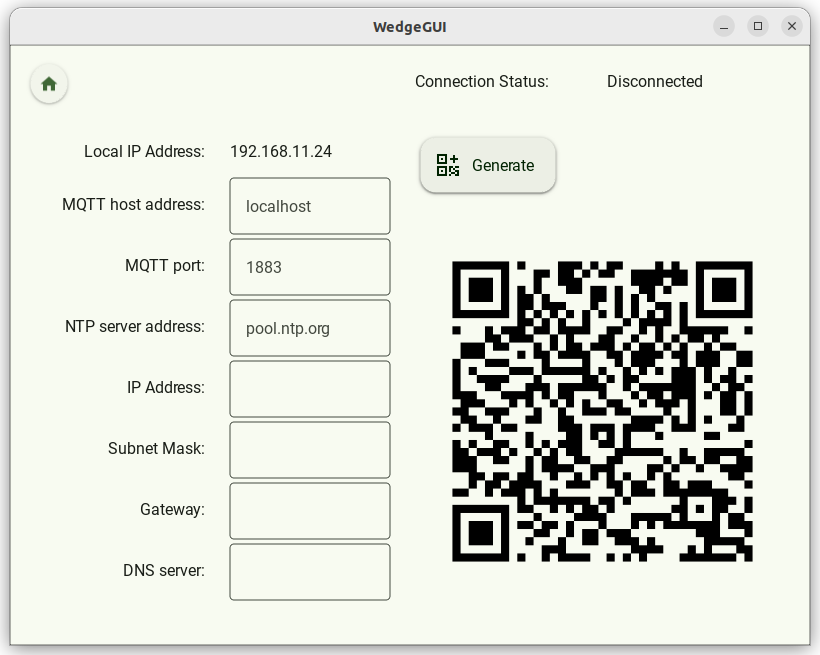 WedgeGUI
Connection Status: Disconnected
Local IP Address: 192.168.11.24
Generate
MQTT host address: localhost
MQTT port: 1883
NTP server address: pool.ntp.org
IP Address:
Subnet Mask:
Gateway:
DNS server: